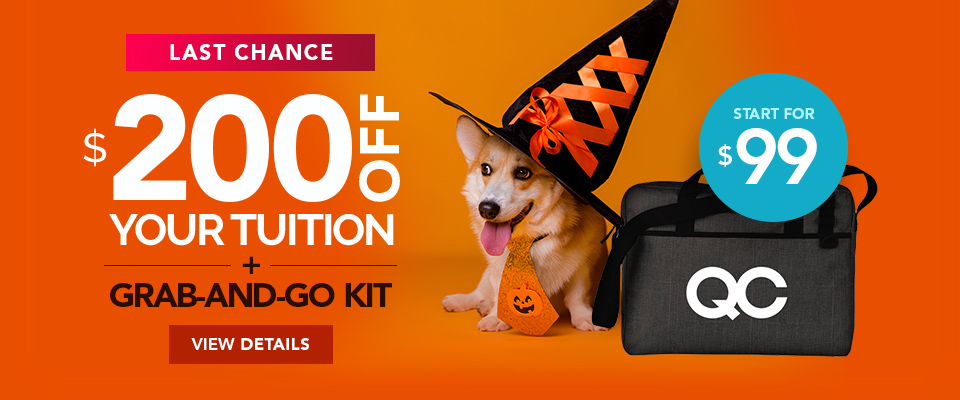 LAST CHANCE
$200 OFF
YOUR TUITION
+
GRAB-AND-GO KIT
VIEW DETAILS
START FOR
$99
QC